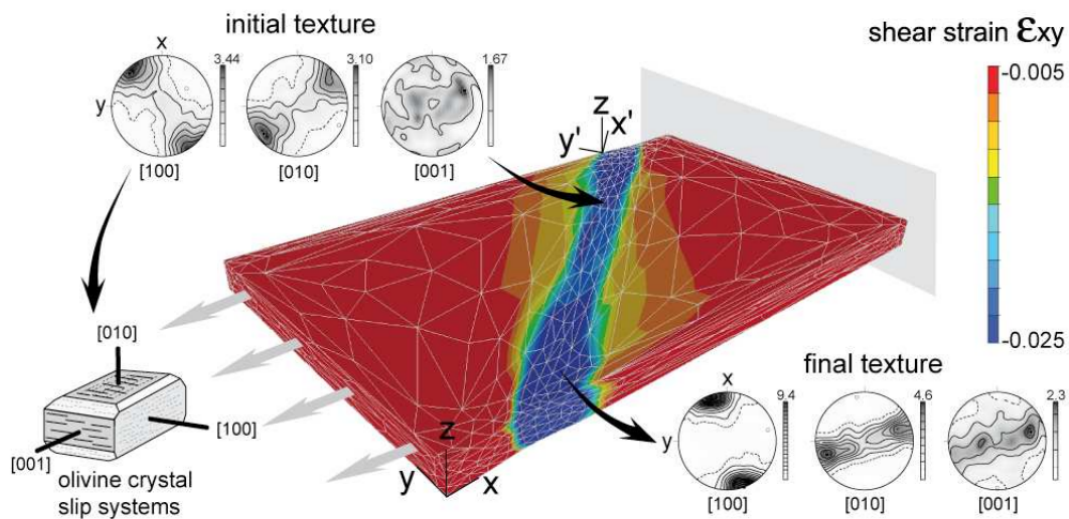 initial texture
shear strain Ɛxy
x
y
3.44
3.10
1.67
[100]
[010]
[001]
-0.005
-0.025
z
y'
x'
[010]
[100]
[001]
olivine crystal
slip systems
z
y
x
final texture
x
y
9.4
4.6
2.3
[100]
[010]
[001]